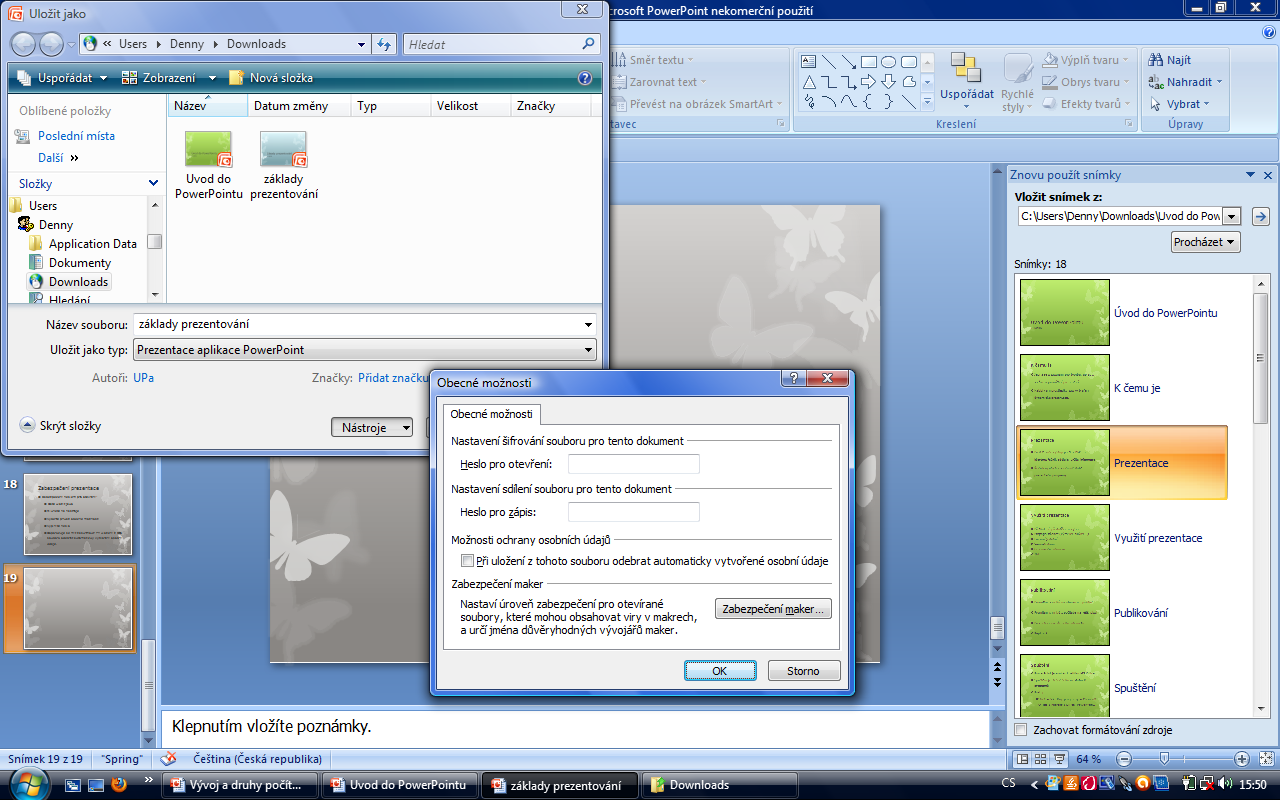 Uložit jako
rosoft PowerPoint nekomerční použití
« Users Denny Downloads
Hledat
Uspořádat Zobrazení Nová složka
Oblíbené položky
Poslední místa
Další »
Složky
Users
Denny
Application Data
Dokumenty
Downloads
Hledání
Název Datum změny Typ Velikost Značky
Uvod do PowerPointu
základy prezentování
Název souboru: základy prezentování
Uložit jako typ: Prezentace aplikace PowerPoint
Autoři: UPa Značky: Přidat značku
Skrýt složky
Nástroje
Směr textu
Zarovnat text
Převést na obrázek SmartArt
tavec
Uspořádat
Rychlé styly
Výplň tvaru
Obrys tvaru
Efekty tvarů
Kreslení
Najít
Nahradit
Vybrat
Úpravy
Obecné možnosti
Obecné možnosti
Nastavení šifrování souboru pro tento dokument
Heslo pro otevření:
Nastavení sdílení souboru pro tento dokument
Heslo pro zápis:
Možnosti ochrany osobních údajů
Při uložení z tohoto souboru odebrat automaticky vytvořené osobní údaje
Zabezpečení maker
Nastaví úroveň zabezpečení pro otevírané
soubory, které mohou obsahovat viry v makrech,
a určí jména důvěryhodných vývojářů maker.
Zabezpečení maker...
OK
Storno
18
Zabezpečení prezentace
19
Klepnutím vložíte poznámky.
Znovu použít snímky
Vložit snímek z:
C:\Users\Denny\Downloads\Uvod do Pow
Procházet
Snímky: 18
Úvod do PowerPointu
K čemu je
Prezentace
Využití prezentace
Publikování
Spuštění
Zachovat formátování zdroje
Snímek 19 z 19 "Spring" Čeština (Česká republika)
64 %
» Vývoj a druhy počít... Uvod do PowerPointu základy prezentování Downloads
CS
15:50